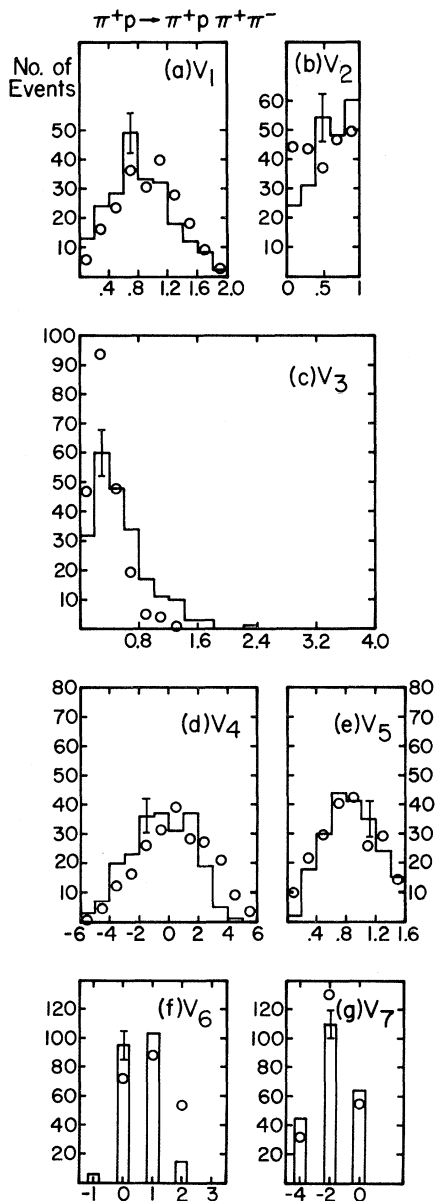 π⁺p → π⁺p π⁺π⁻
No. of
Events
(a)V₁
(b)V₂
50
40
30
20
10
.4 .8 1.2 1.6 2.0
60
50
40
30
20
10
0 .5 1
(c)V₃
100
90
80
70
60
50
40
30
20
10
0.8 1.6 2.4 3.2 4.0
(d)V₄
(e)V₅
80
70
60
50
40
30
20
10
-6 -4 -2 0 2 4 6
80
70
60
50
40
30
20
10
.4 .8 1.2 1.6
(f)V₆
(g)V₇
120
100
80
60
40
20
-1 0 1 2 3
120
100
80
60
40
20
-4 -2 0